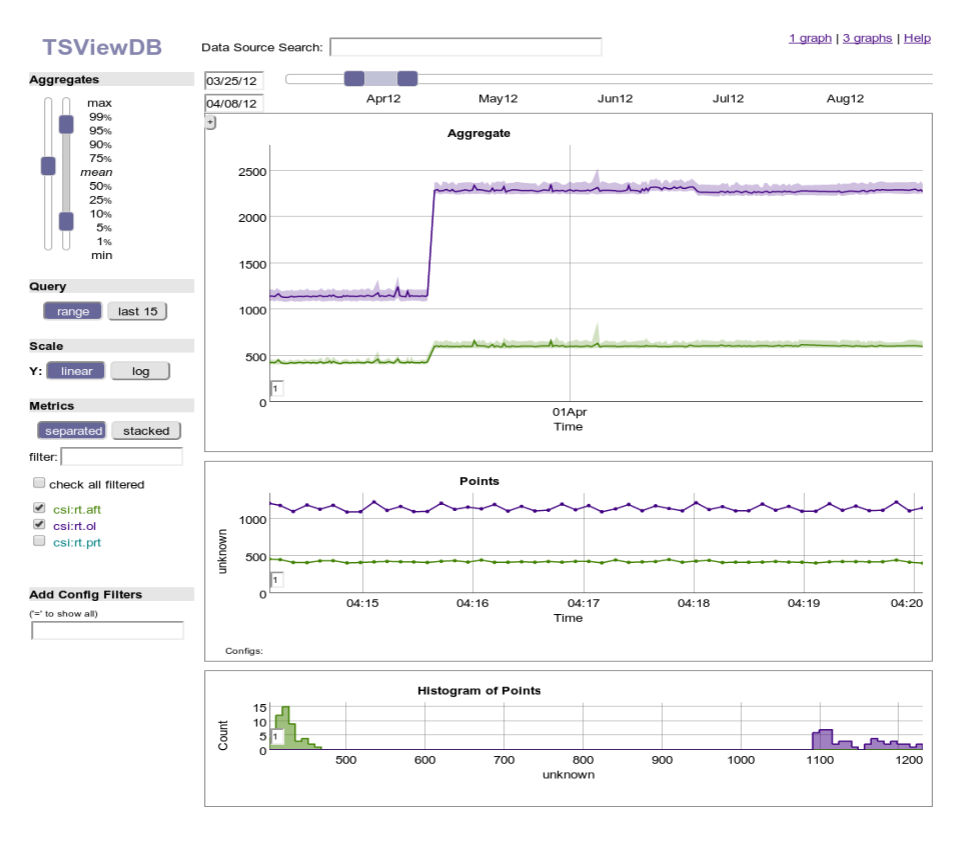 TSViewDB
Data Source Search:
1 graph | 3 graphs | Help
Aggregates
max
99%
95%
90%
75%
mean
50%
25%
10%
5%
1%
min
Query
range
last 15
Scale
Y: linear log
Metrics
separated stacked
filter:
check all filtered
csi:rt.aft
csi:rt.ol
csi:rt.prt
Add Config Filters
('=' to show all)
03/25/12
04/08/12
Apr12 May12 Jun12 Jul12 Aug12
+
Aggregate
2500
2000
1500
1000
500
0
1
01Apr
Time
Points
unknown
1000
500
0
1
04:15 04:16 04:17 04:18 04:19 04:20
Time
Configs:
Histogram of Points
Count
15
10
5
0
1
500 600 700 800 900 1000 1100 1200
unknown